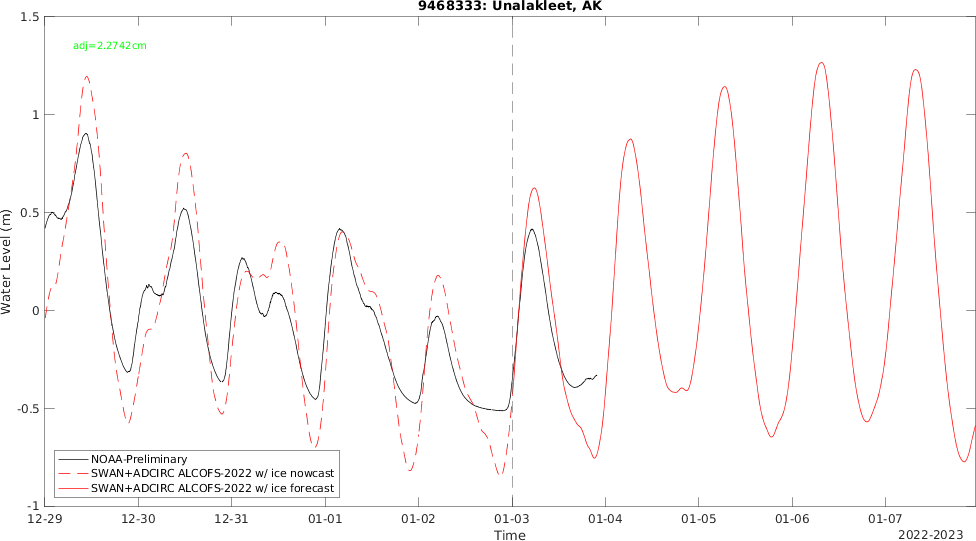 9468333: Unalakleet, AK
adj=2.2742cm
1.5
1
0.5
0
-0.5
-1
Water Level (m)
NOAA-Preliminary
SWAN+ADCIRC ALCOFS-2022 w/ ice nowcast
SWAN+ADCIRC ALCOFS-2022 w/ ice forecast
12-29 12-30 12-31 01-01 01-02 01-03 01-04 01-05 01-06 01-07
Time
2022-2023